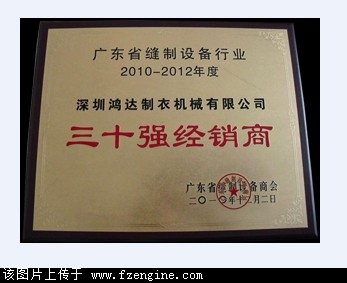 广东省缝制设备行业
2010-2012年度
深圳鸿达制衣机械有限公司
三十强经销商
广东省缝制设备商会
二〇一〇年十月二日
该图片上传于 www.fzengine.com